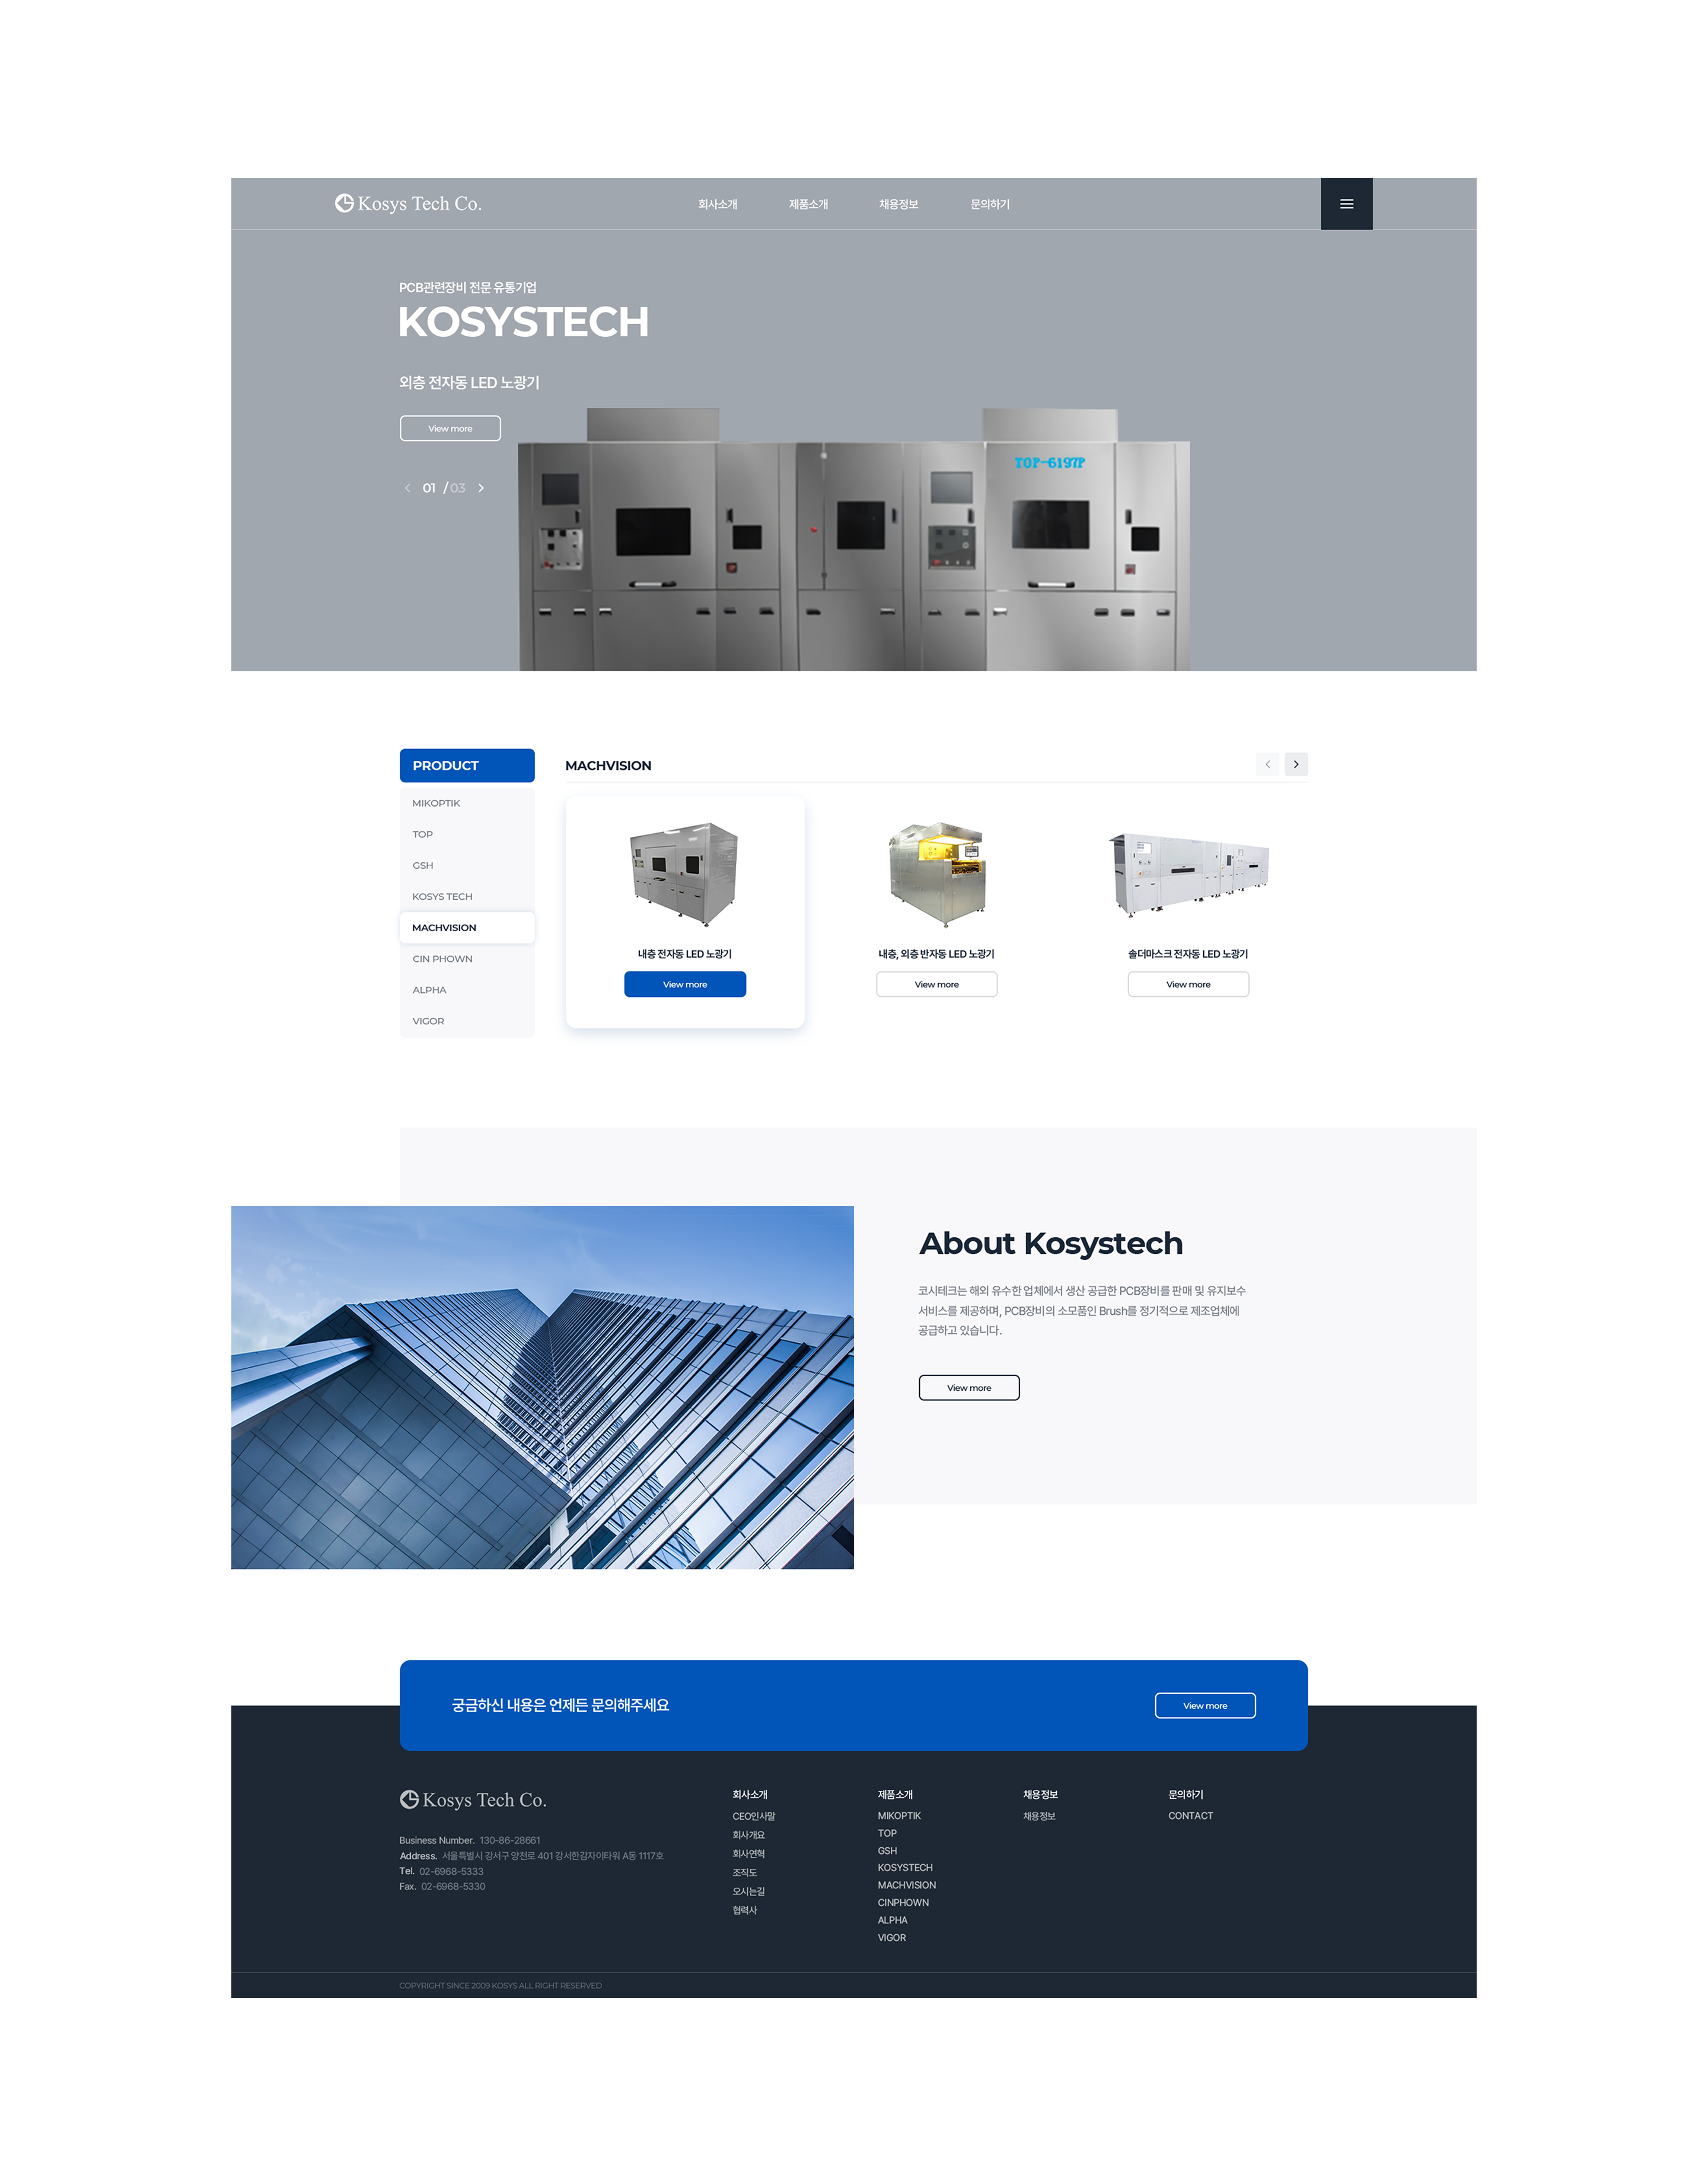 Kosys Tech Co.
회사소개 제품소개 채용정보 문의하기
PCB관련장비 전문 유통기업
KOSYSTECH
외층 전자동 LED 노광기
View more
TOP-6197P
01 / 03
PRODUCT
MIKOPTIK
TOP
GSH
KOSYS TECH
MACHVISION
CIN PHOWN
ALPHA
VIGOR
MACHVISION
내층 전자동 LED 노광기
View more
내층, 외층 반자동 LED 노광기
View more
솔더마스크 전자동 LED 노광기
View more
About Kosystech
코시테크는 해외 유수한 업체에서 생산 공급한 PCB장비를 판매 및 유지보수
서비스를 제공하며, PCB장비의 소모품인 Brush를 정기적으로 제조업체에
공급하고 있습니다.
View more
궁금하신 내용은 언제든 문의해주세요
View more
Kosys Tech Co.
Business Number. 130-86-28661
Address. 서울특별시 강서구 양천로 401 강서한강자이타워 A동 1117호
Tel. 02-6968-5333
Fax. 02-6968-5330
회사소개
CEO인사말
회사개요
회사연혁
조직도
오시는길
협력사
제품소개
MIKOPTIK
TOP
GSH
KOSYSTECH
MACHVISION
CINPHOWN
ALPHA
VIGOR
채용정보
채용정보
문의하기
CONTACT
COPYRIGHT SINCE 2009 KOSYS ALL RIGHT RESERVED